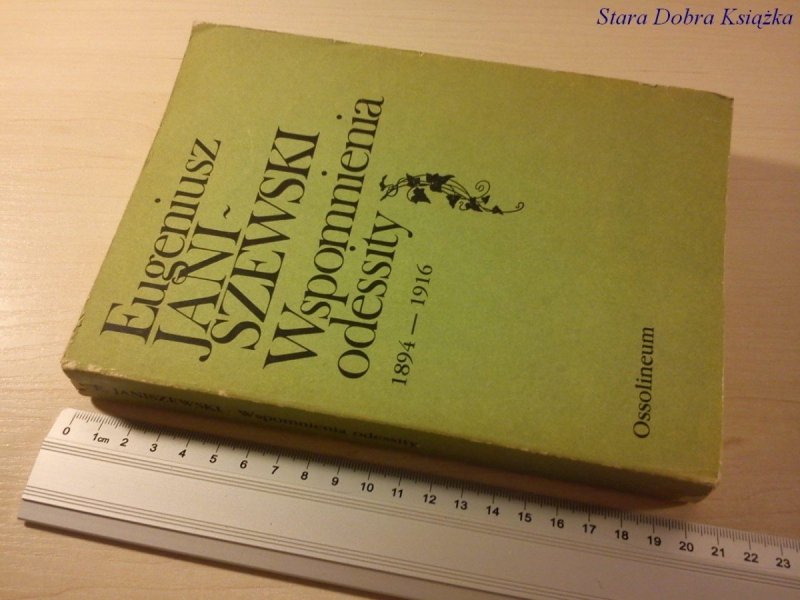 Stara Dobra Książka
Eugeniusz
JANI~
SZEWSKI
Wspomnienia
odessity
1894 — 1916
Ossolineum
E. JANISZEWSKI / Wspomnienia odessity
0 1cm 2 3 4 5 6 7 8 9 10 11 12 13 14 15 16 17 18 19 20 21 22 23